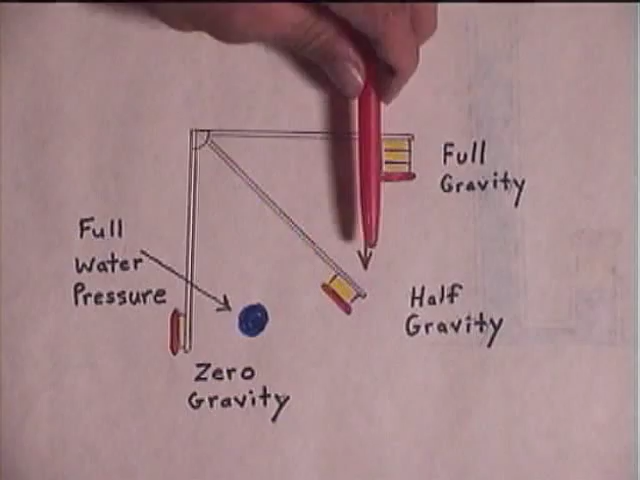 Full
Gravity
Full
Water
Pressure
Half
Gravity
Zero
Gravity